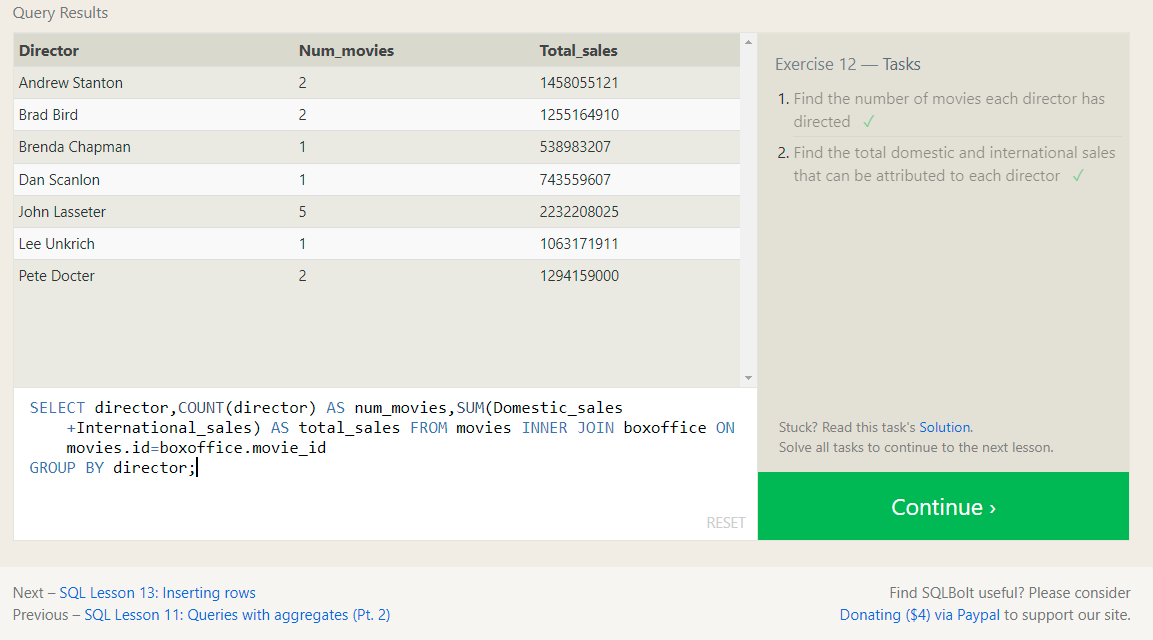 Query Results
Director Num_movies Total_sales
Andrew Stanton 2 1458055121
Brad Bird 2 1255164910
Brenda Chapman 1 538983207
Dan Scanlon 1 743559607
John Lasseter 5 2232208025
Lee Unkrich 1 1063171911
Pete Docter 2 1294159000
SELECT director,COUNT(director) AS num_movies,SUM(Domestic_sales
+International_sales) AS total_sales FROM movies INNER JOIN boxoffice ON
movies.id=boxoffice.movie_id
GROUP BY director;
RESET
Exercise 12 — Tasks
1. Find the number of movies each director has
directed ✓
2. Find the total domestic and international sales
that can be attributed to each director ✓
Stuck? Read this task's Solution.
Solve all tasks to continue to the next lesson.
Continue ›
Next – SQL Lesson 13: Inserting rows
Previous – SQL Lesson 11: Queries with aggregates (Pt. 2)
Find SQLBolt useful? Please consider
Donating ($4) via Paypal to support our site.